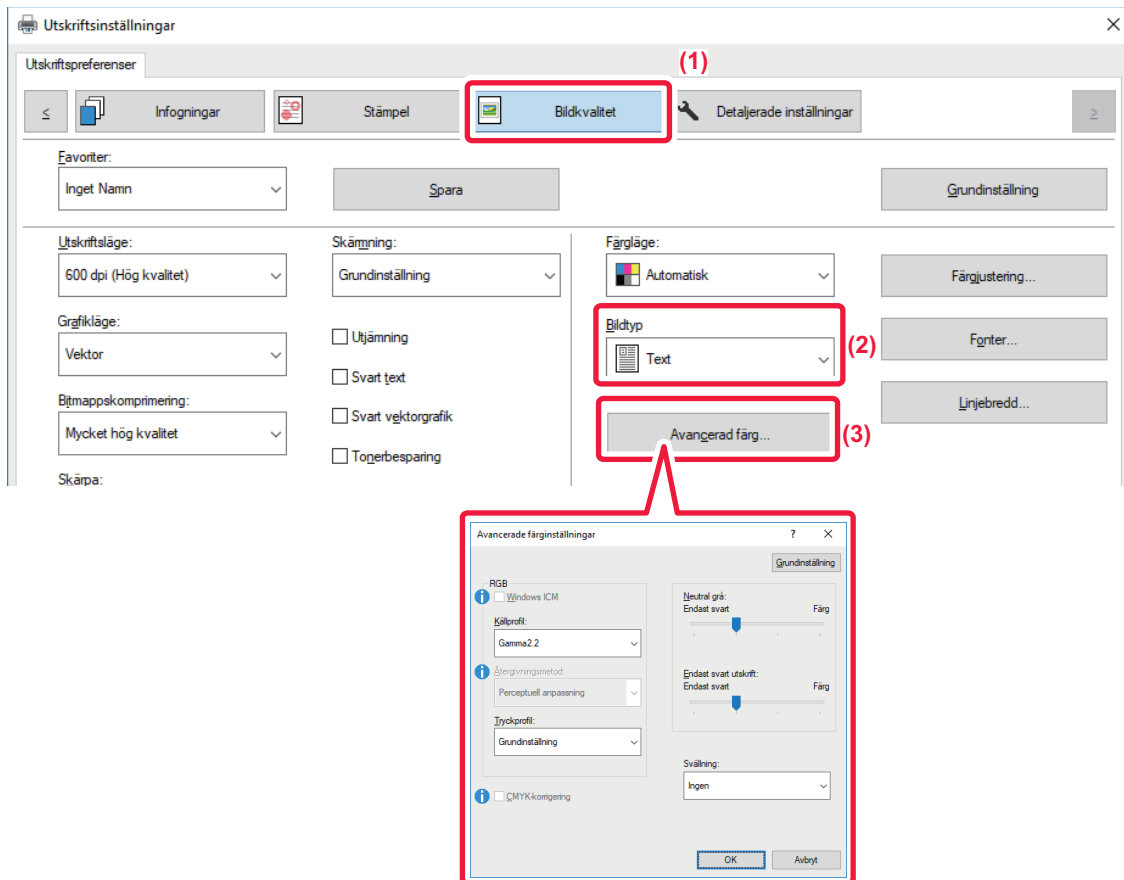 Utskriftsinställningar
Utskriftspreferenser
(1)
<
Infogningar
Stämpel
Bildkvalitet
Detaljerade inställningar
>
Favoriter:
Inget Namn
Spara
Grundinställning
Utskriftsläge:
600 dpi (Hög kvalitet)
Skärmning:
Grundinställning
Färgläge:
Automatisk
Färgjustering...
Grafikläge:
Vektor
Utjämning
Svart text
Bildtyp
Text
(2)
Fonter...
Bitmappskomprimering:
Mycket hög kvalitet
Svart vektorgrafik
Tonerbesparing
Avancerad färg...
(3)
Linjebredd...
Skärpa:
Avancerade färginställningar
?
Grundinställning
RGB
Windows ICM
Källprofil:
Gamma2.2
Återgivningsmetod:
Perceptuell anpassning
Tryckprofil:
Grundinställning
CMYK-korrigering
Neutral grå:
Endast svart Färg
Endast svart utskrift:
Endast svart Färg
Svällning:
Ingen
OK
Avbryt